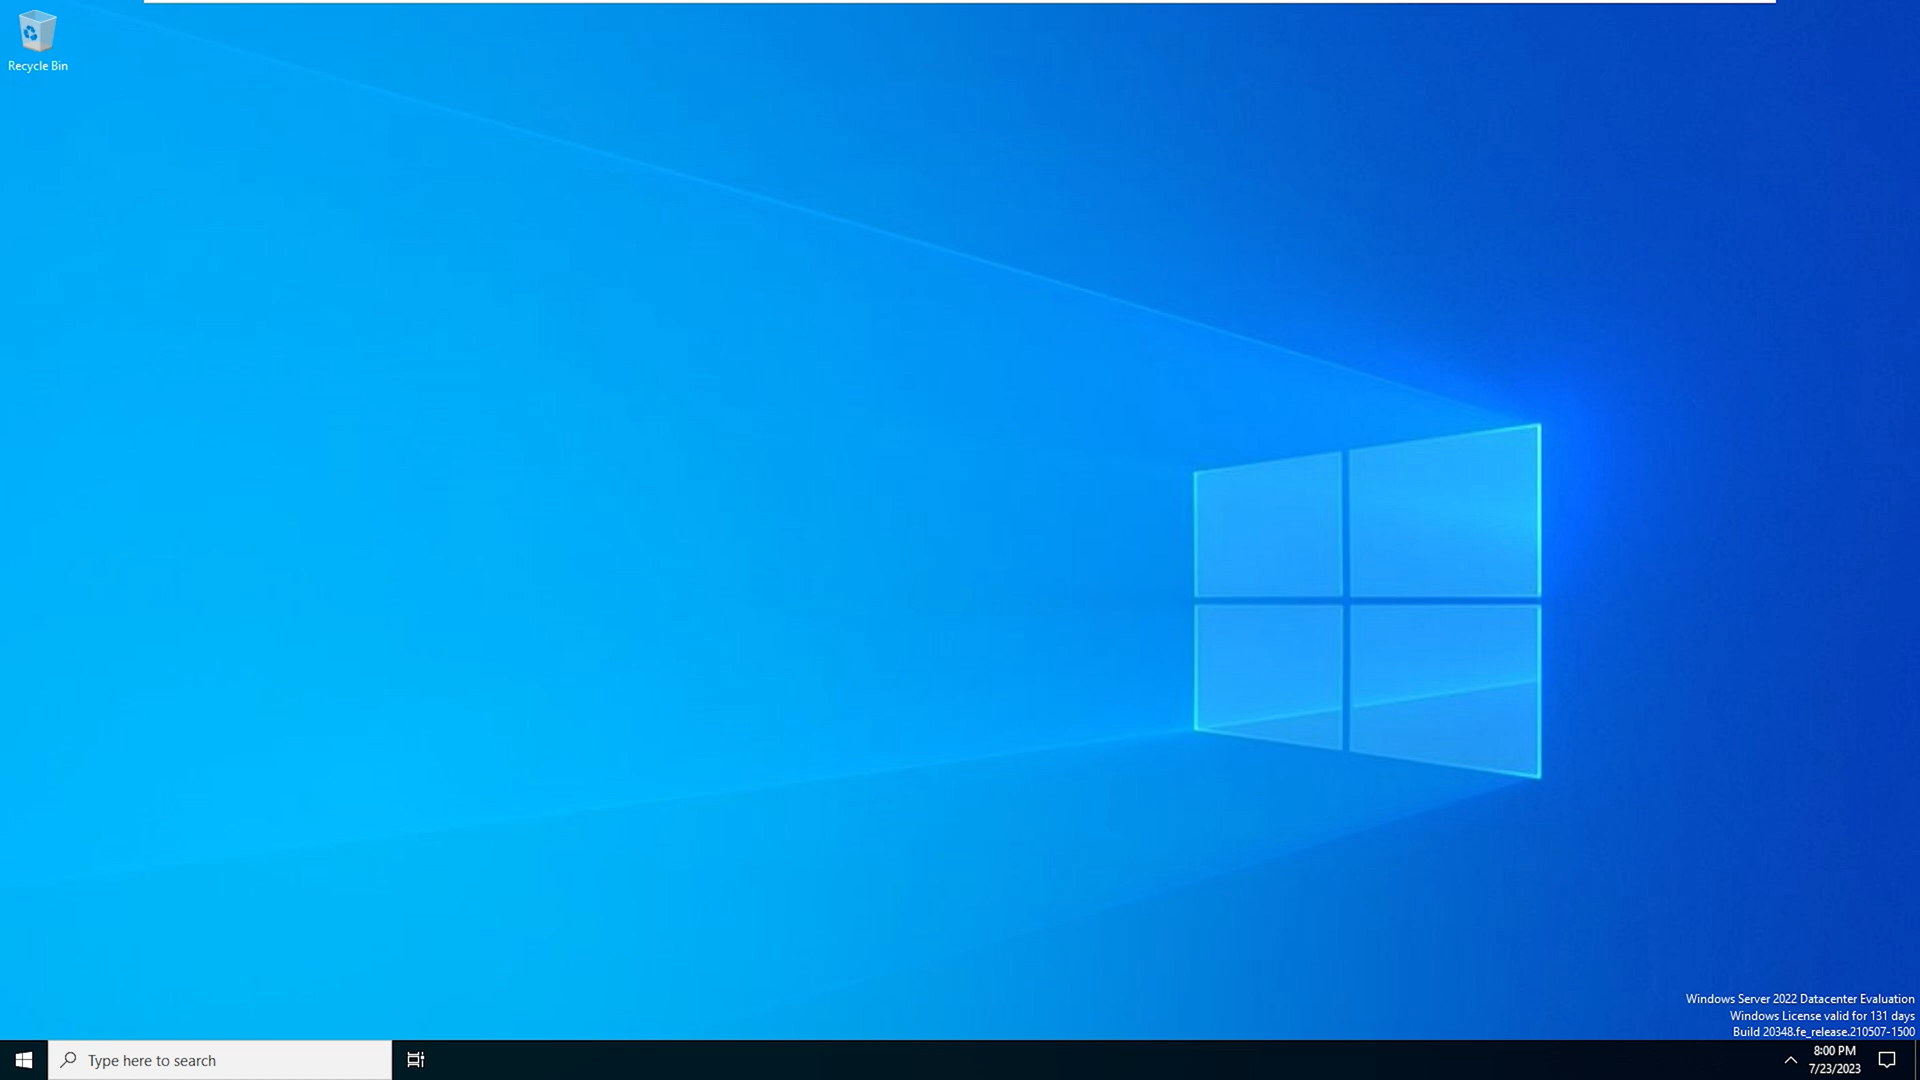 Recycle Bin
Windows Server 2022 Datacenter Evaluation
Windows License valid for 131 days
Build 20348.fe_release.210507-1500
Type here to search
8:00 PM
7/23/2023